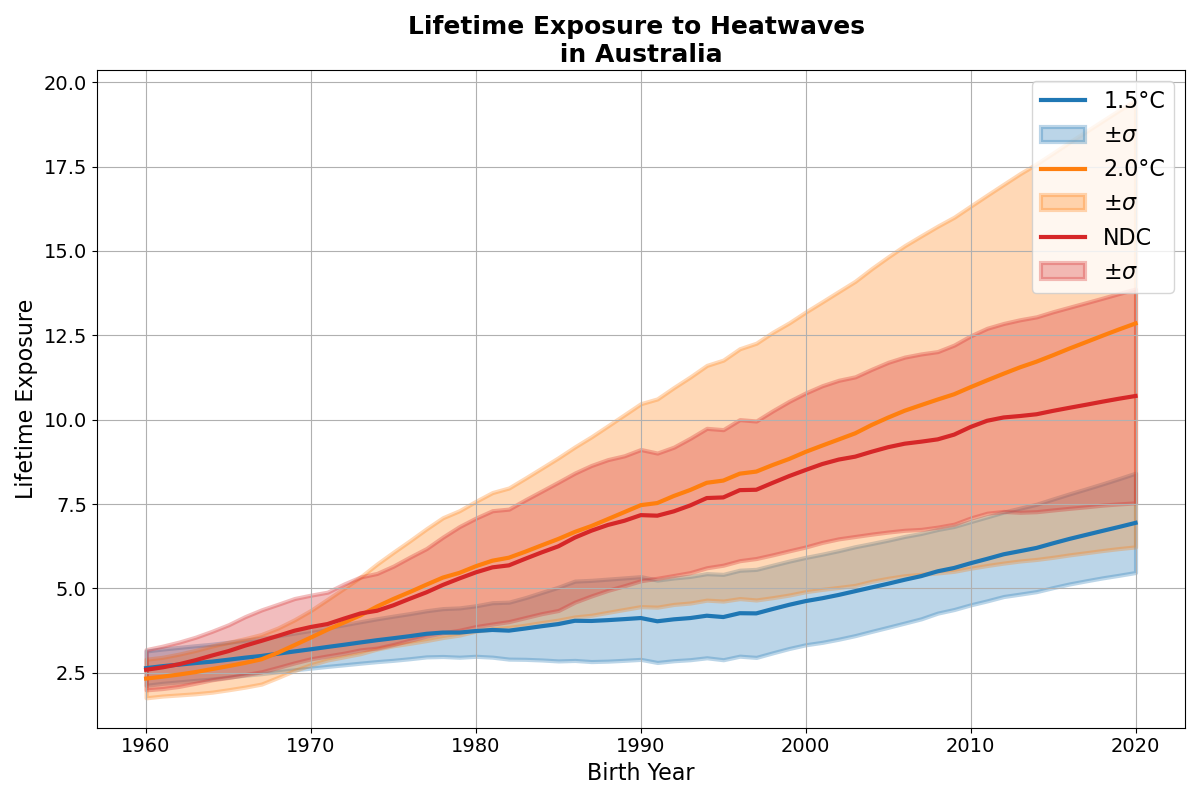 Lifetime Exposure to Heatwaves
in Australia
20.0
17.5
15.0
12.5
10.0
7.5
5.0
2.5
Lifetime Exposure
1960
1970
1980
1990
2000
2010
2020
Birth Year
1.5°C
±σ
2.0°C
±σ
NDC
±σ